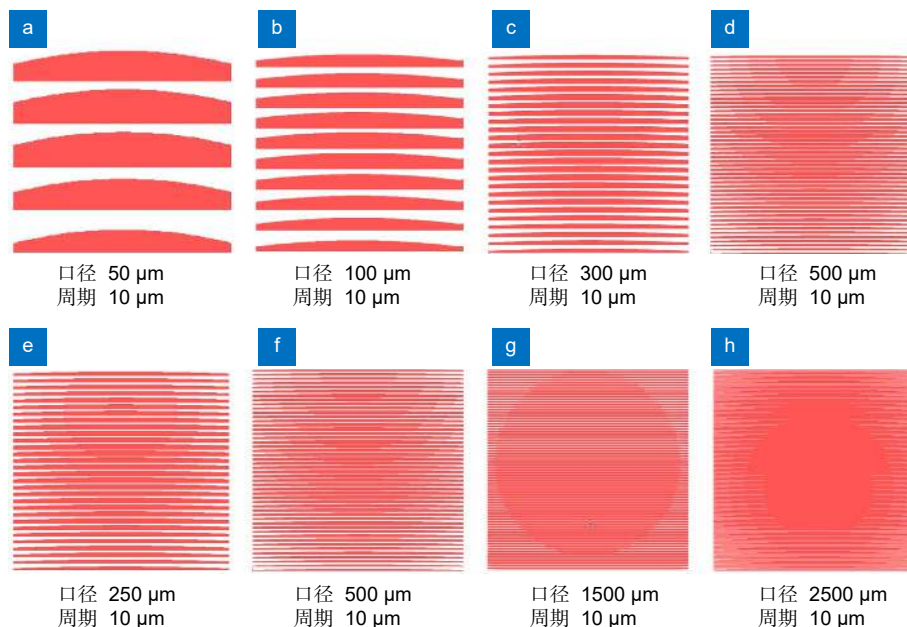 a
b
c
d
口径 50 μm
周期 10 μm
口径 100 μm
周期 10 μm
口径 300 μm
周期 10 μm
口径 500 μm
周期 10 μm
e
f
g
h
口径 250 μm
周期 10 μm
口径 500 μm
周期 10 μm
口径 1500 μm
周期 10 μm
口径 2500 μm
周期 10 μm